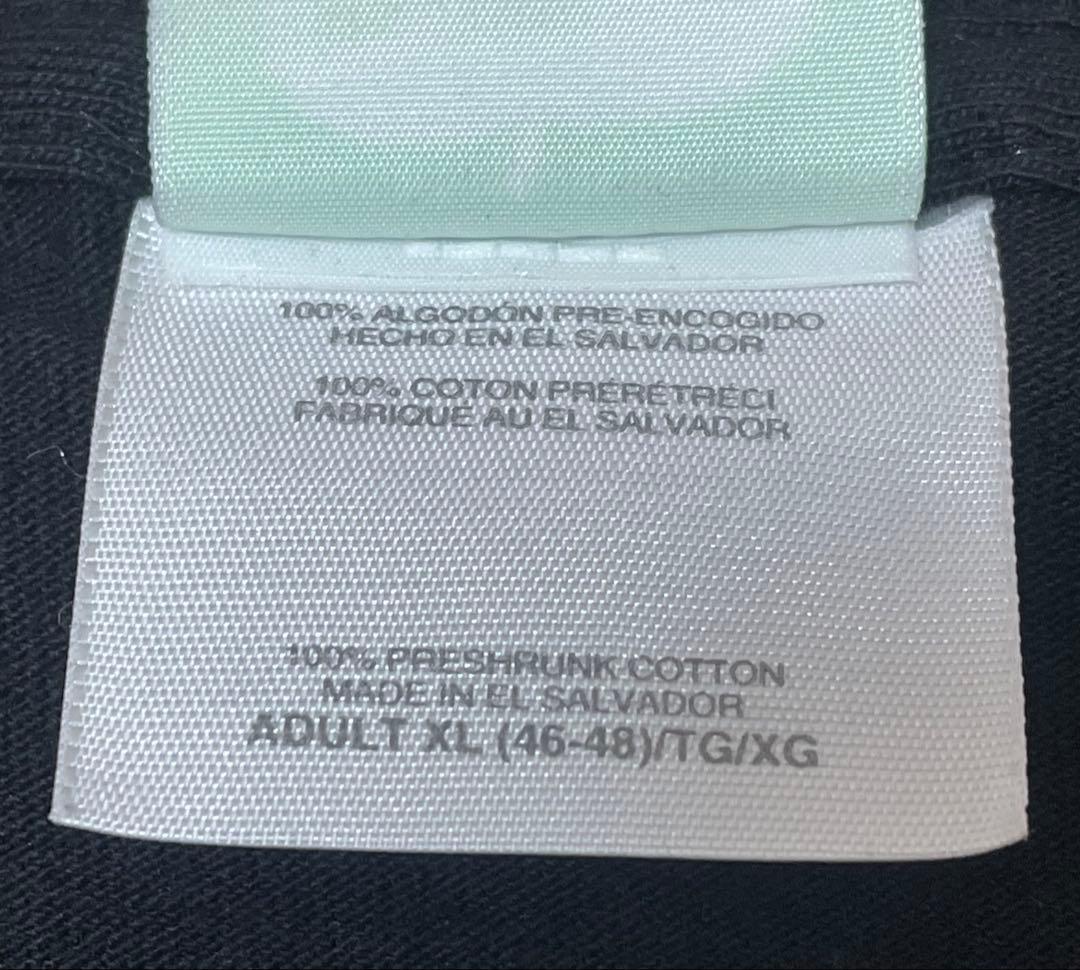 100% ALGODÓN PRE-ENCOGIDO
HECHO EN EL SALVADOR
100% COTON PRÉRÉTRÉCI
FABRIQUE AU EL SALVADOR
100% PRESHRUNK COTTON
MADE IN EL SALVADOR
ADULT XL (46-48)/TG/XG